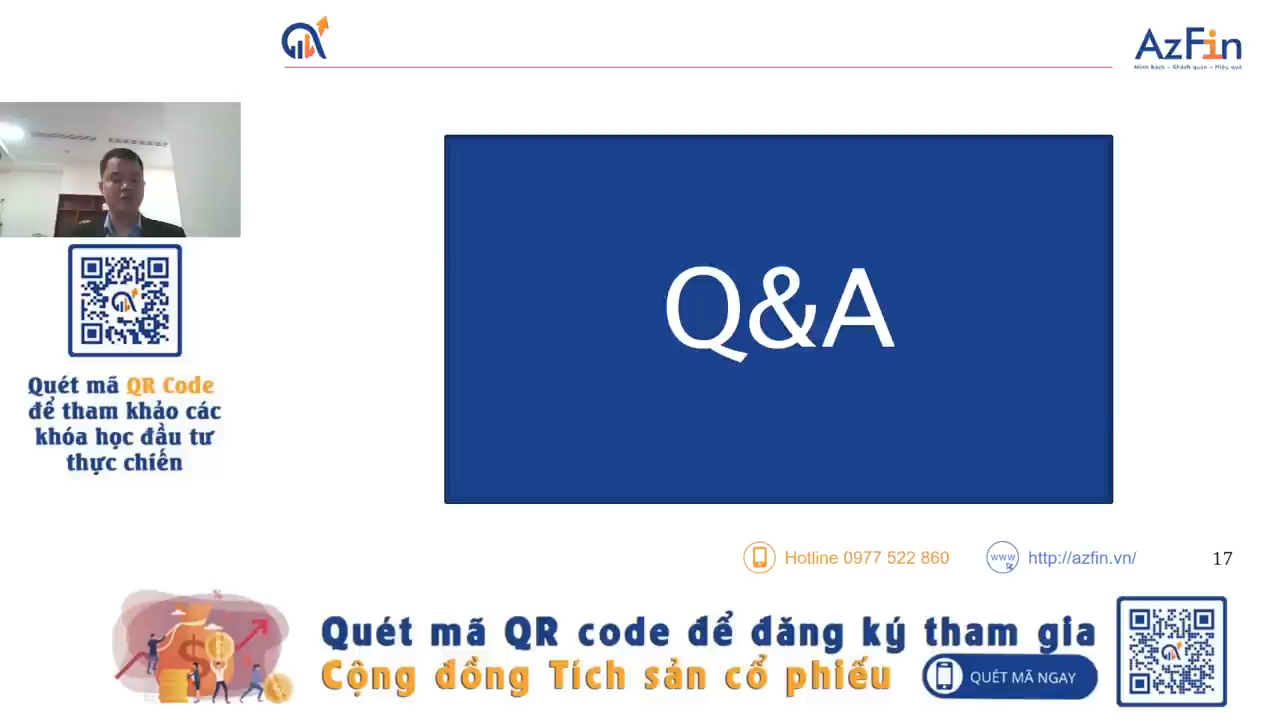 AzFin
Minh bạch – Khách quan – Hiệu quả
Q&A
Quét mã QR Code
để tham khảo các
khóa học đầu tư
thực chiến
Hotline 0977 522 860
www
http://azfin.vn/
17
Quét mã QR code để đăng ký tham gia
Cộng đồng Tích sản cổ phiếu
QUÉT MÃ NGAY